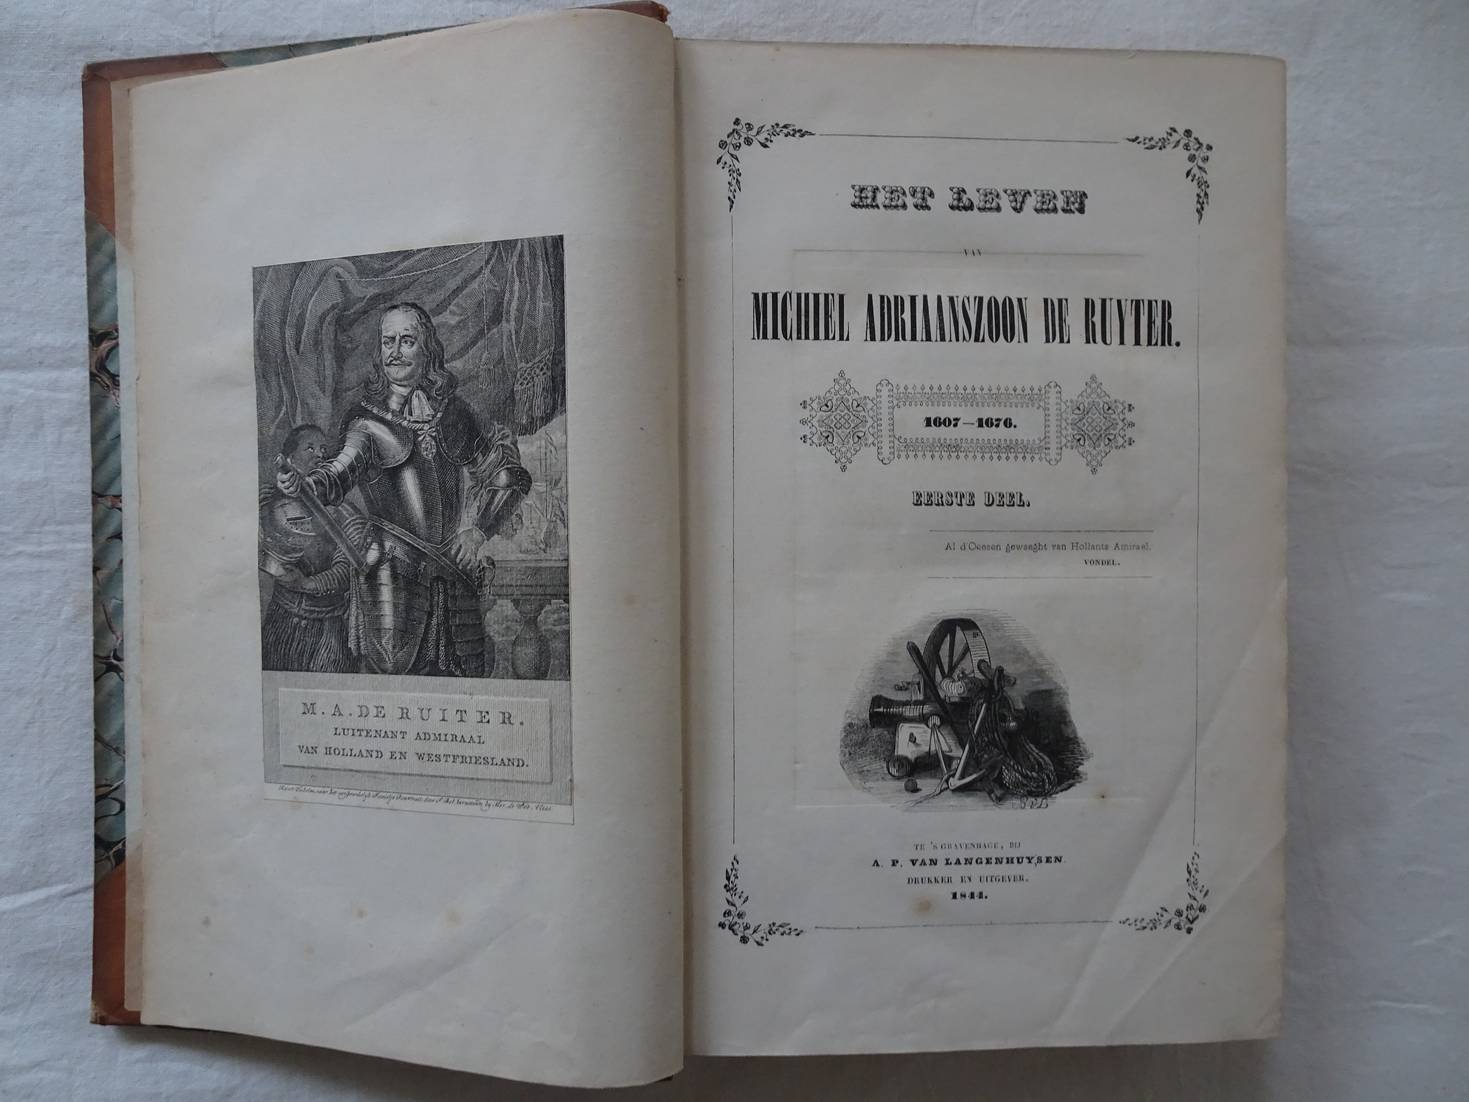 M. A. DE RUITER.
LUITENANT ADMIRAAL
VAN HOLLAND EN WESTFRIESLAND.
HET LEVEN
VAN
MICHIEL ADRIAANSZOON DE RUYTER.
1607—1676.
EERSTE DEEL.
Al d'Oceen gewaeght van Hollants Amirael.
VONDEL.
TE 'S GRAVENHAGE, BIJ
A. P. VAN LANGENHUYSEN.
DRUKKER EN UITGEVER.
1844.